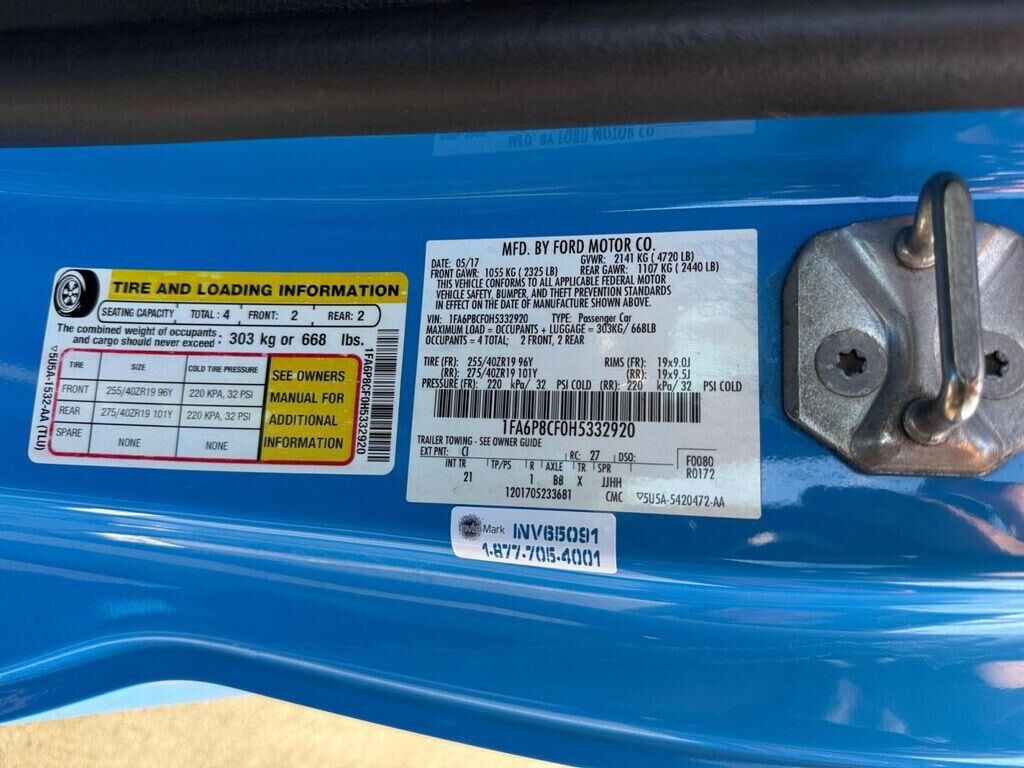 MFD. BY FORD MOTOR CO
TIRE AND LOADING INFORMATION
SEATING CAPACITY TOTAL: 4 FRONT: 2 REAR: 2
The combined weight of occupants
and cargo should never exceed : 303 kg or 668 lbs.
TIRE SIZE COLD TIRE PRESSURE
FRONT 255/40ZR19 96Y 220 KPA, 32 PSI
REAR 275/40ZR19 101Y 220 KPA, 32 PSI
SPARE NONE NONE
SEE OWNERS
MANUAL FOR
ADDITIONAL
INFORMATION
5U5A-1532-AA (TLU)
1FA6P8CF0H5332920
MFD. BY FORD MOTOR CO.
DATE: 05/17 GVWR: 2141 KG (4720 LB)
FRONT GAWR: 1055 KG (2325 LB) REAR GAWR: 1107 KG (2440 LB)
THIS VEHICLE CONFORMS TO ALL APPLICABLE FEDERAL MOTOR
VEHICLE SAFETY, BUMPER, AND THEFT PREVENTION STANDARDS
IN EFFECT ON THE DATE OF MANUFACTURE SHOWN ABOVE.
VIN: 1FA6P8CF0H5332920 TYPE: Passenger Car
MAXIMUM LOAD = OCCUPANTS + LUGGAGE = 303KG/ 668LB
OCCUPANTS = 4 TOTAL; 2 FRONT, 2 REAR
TIRE (FR): 255/40ZR19 96Y RIMS (FR): 19x9.0J
(RR): 275/40ZR19 101Y (RR): 19x9.5J
PRESSURE (FR): 220 kPa/ 32 PSI COLD (RR): 220 kPa/ 32 PSI COLD
1FA6P8CF0H5332920
TRAILER TOWING - SEE OWNER GUIDE
EXT PNT: CI RC: 27 DSO: F0080
R0172
INT TR TP/PS R AXLE TR SPR
21 1 BB X JJHH
1201705233681 CMC 5U5A-5420472-AA
Mark INV65091
1-877-705-4001